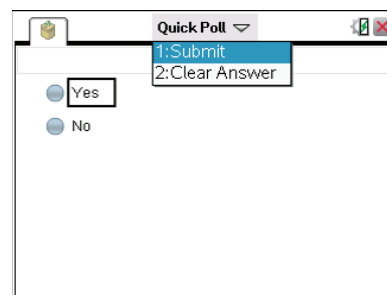 Quick Poll
1:Submit
2:Clear Answer
Yes
No